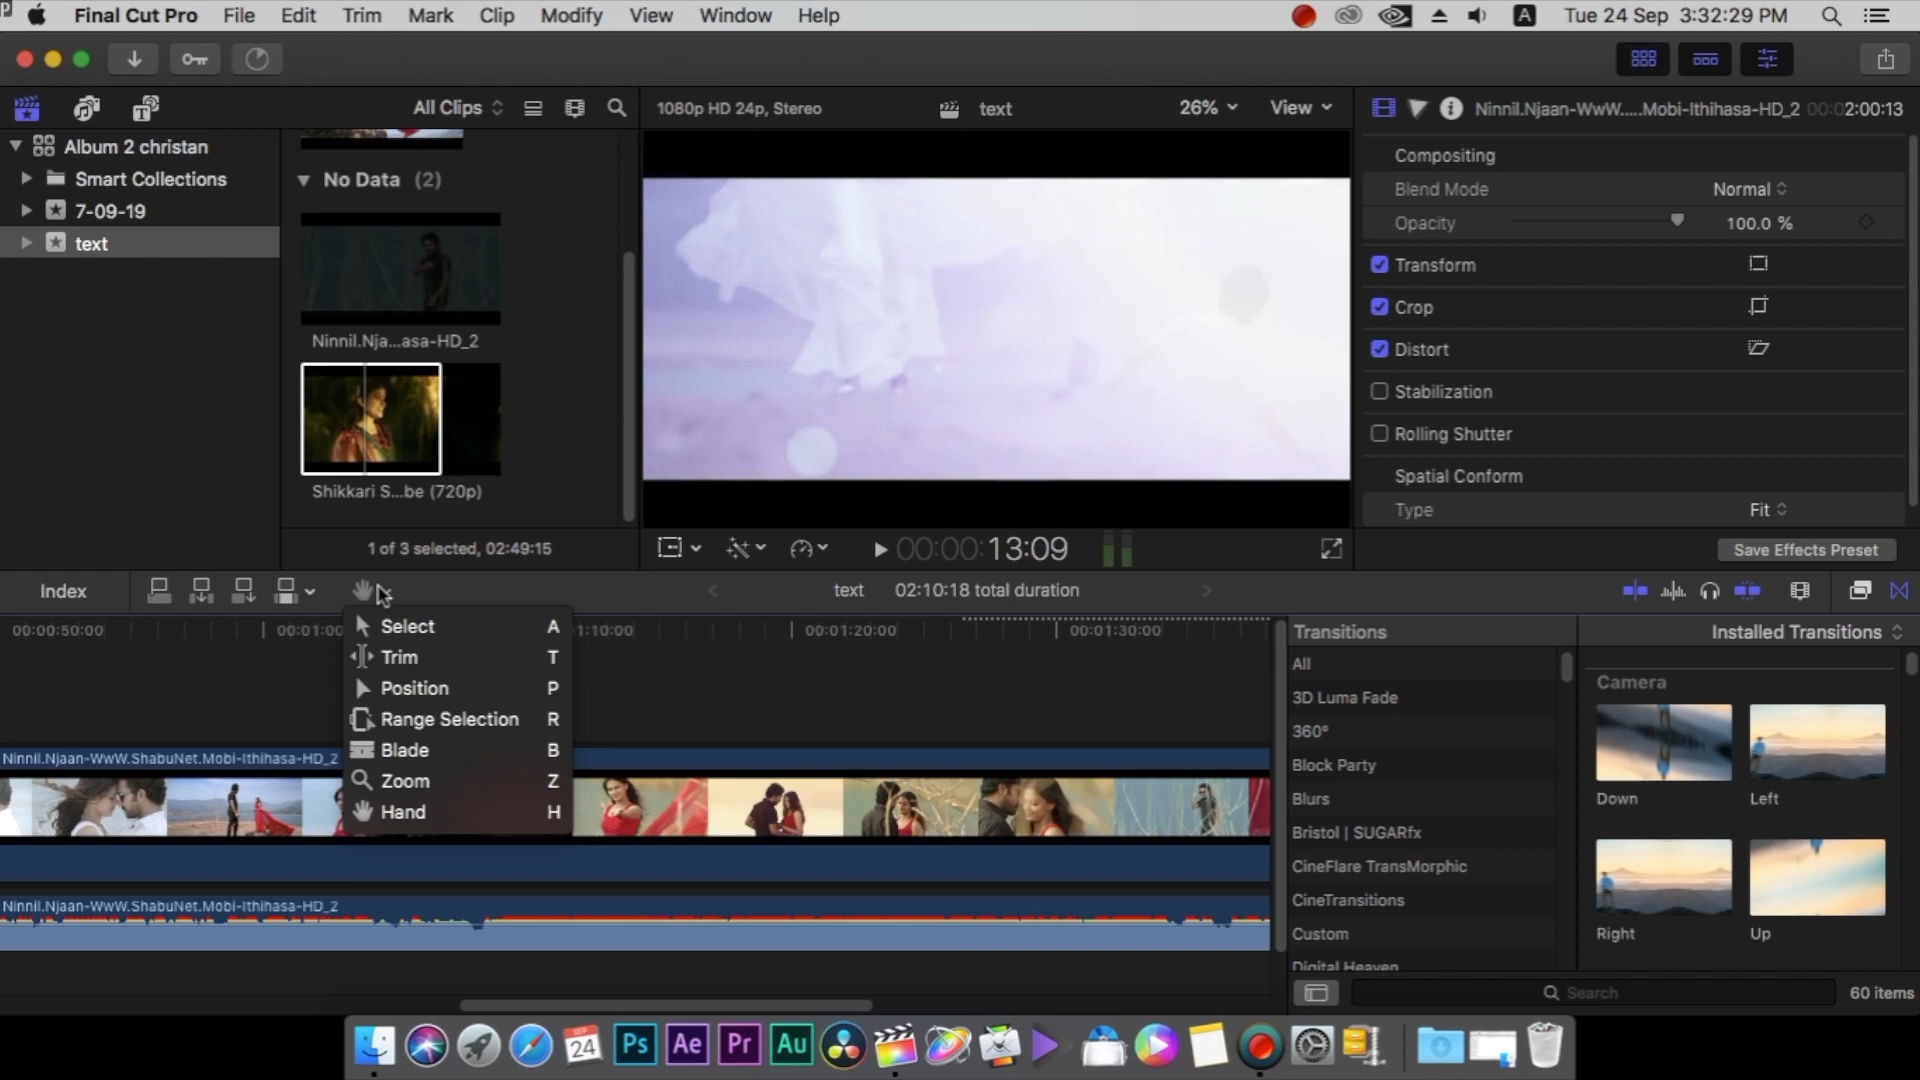 Final Cut Pro File Edit Trim Mark Clip Modify View Window Help A Tue 24 Sep 3:32:29 PM
All Clips
1080p HD 24p, Stereo text 26% View
Ninnil.Njaan-WwW.....Mobi-Ithihasa-HD_2 00:02:00:13
Album 2 christan
Smart Collections
7-09-19
text
No Data (2)
Ninnil.Nja...asa-HD_2
Shikkari S...be (720p)
1 of 3 selected, 02:49:15
00:00:13:09
Compositing
Blend Mode Normal
Opacity 100.0 %
Transform
Crop
Distort
Stabilization
Rolling Shutter
Spatial Conform
Type Fit
Save Effects Preset
Index text 02:10:18 total duration
00:00:50:00 00:01:00 1:10:00 00:01:20:00 00:01:30:00
Select A
Trim T
Position P
Range Selection R
Blade B
Zoom Z
Hand H
Ninnil.Njaan-WwW.ShabuNet.Mobi-Ithihasa-HD_2
Ninnil.Njaan-WwW.ShabuNet.Mobi-Ithihasa-HD_2
Transitions Installed Transitions
All
3D Luma Fade
360°
Block Party
Blurs
Bristol | SUGARfx
CineFlare TransMorphic
CineTransitions
Custom
Digital Heaven
Camera
Down Left
Right Up
Search 60 items
SEP
24
Ps Ae Pr Au